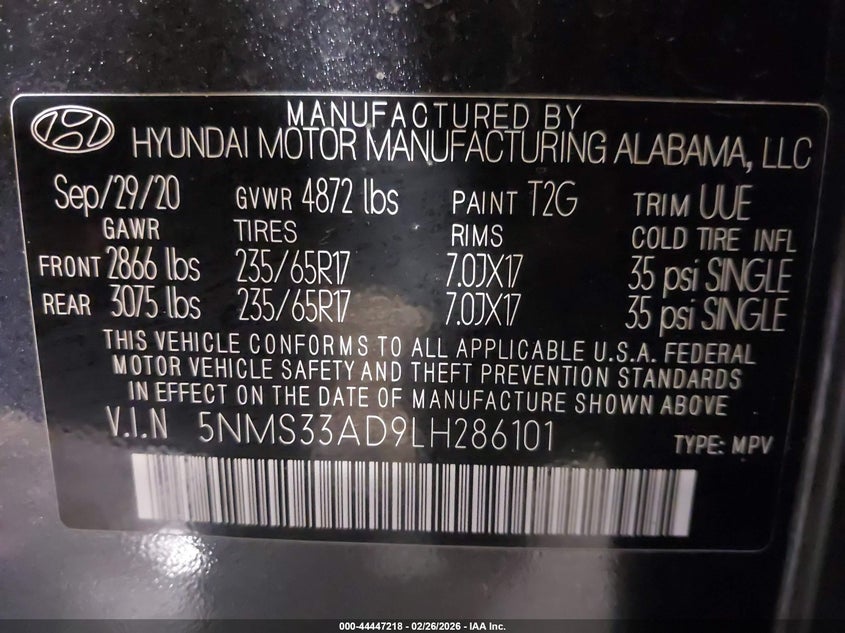 MANUFACTURED BY
HYUNDAI MOTOR MANUFACTURING ALABAMA, LLC
Sep/29/20 GVWR 4872 lbs PAINT T2G TRIM UUE
GAWR TIRES RIMS COLD TIRE INFL
FRONT 2866 lbs 235/65R17 7.0JX17 35 psi SINGLE
REAR 3075 lbs 235/65R17 7.0JX17 35 psi SINGLE
THIS VEHICLE CONFORMS TO ALL APPLICABLE U.S.A. FEDERAL
MOTOR VEHICLE SAFETY AND THEFT PREVENTION STANDARDS
IN EFFECT ON THE DATE OF MANUFACTURE SHOWN ABOVE
V.I.N 5NMS33AD9LH286101 TYPE: MPV
000-44447218 - 02/26/2026 - IAA Inc.